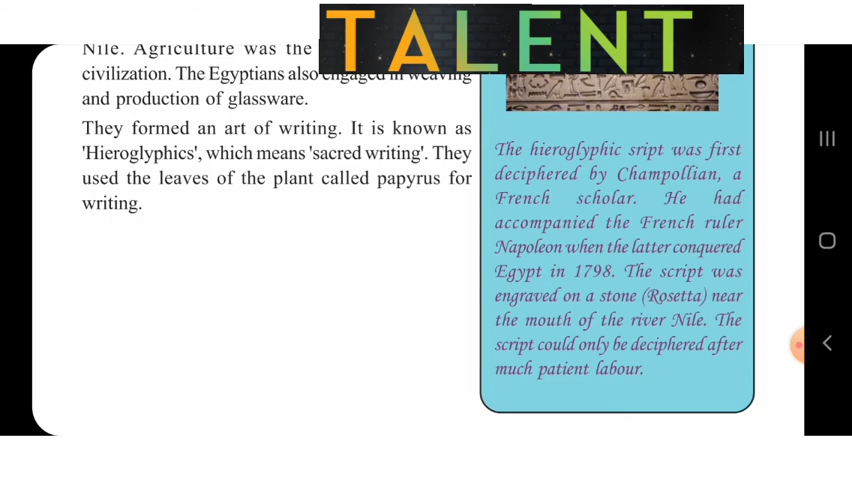 TALENT
Nile. Agriculture was the
civilization. The Egyptians also engaged in weaving
and production of glassware.
They formed an art of writing. It is known as
'Hieroglyphics', which means 'sacred writing'. They
used the leaves of the plant called papyrus for
writing.
The hieroglyphic sript was first
deciphered by Champollian, a
French scholar. He had
accompanied the French ruler
Napoleon when the latter conquered
Egypt in 1798. The script was
engraved on a stone (Rosetta) near
the mouth of the river Nile. The
script could only be deciphered after
much patient labour.